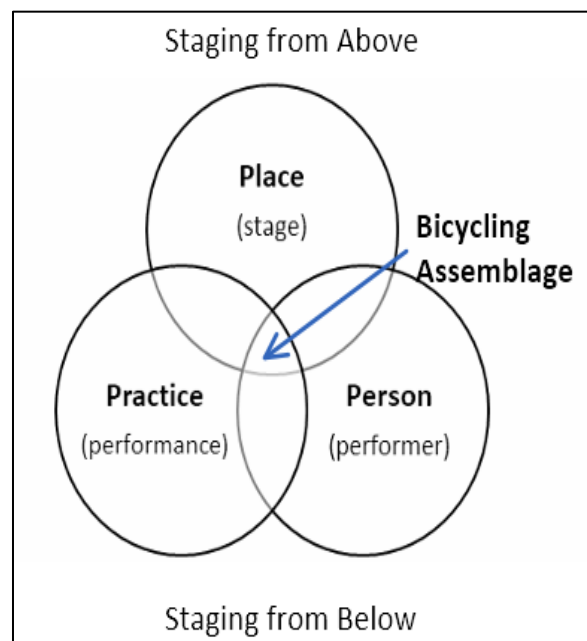 Staging from Above
Place
(stage)
Bicycling
Assemblage
Practice
(performance)
Person
(performer)
Staging from Below